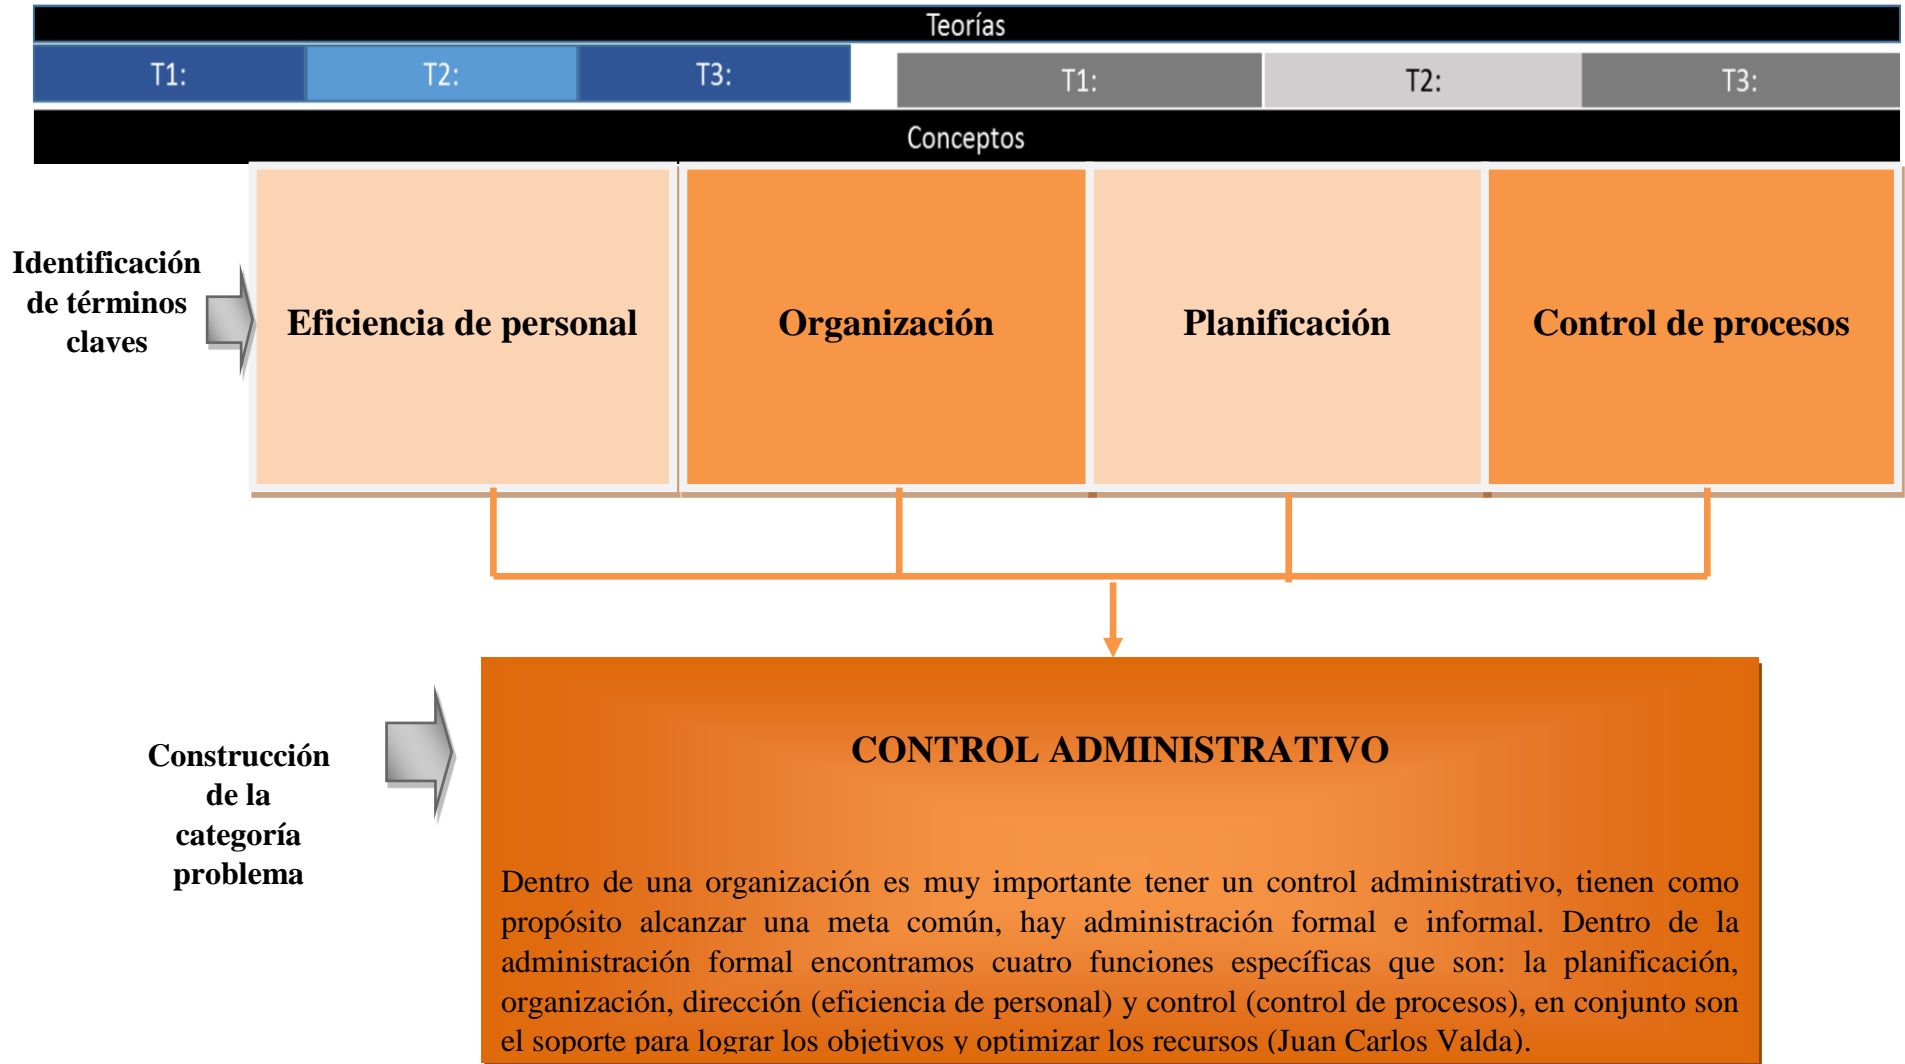 Teorías
T1:
T2:
T3:
T1:
T2:
T3:
Conceptos
Identificación
de términos
claves
Eficiencia de personal
Organización
Planificación
Control de procesos
Construcción
de la
categoría
problema
CONTROL ADMINISTRATIVO
Dentro de una organización es muy importante tener un control administrativo, tienen como
propósito alcanzar una meta común, hay administración formal e informal. Dentro de la
administración formal encontramos cuatro funciones específicas que son: la planificación,
organización, dirección (eficiencia de personal) y control (control de procesos), en conjunto son
el soporte para lograr los objetivos y optimizar los recursos (Juan Carlos Valda).